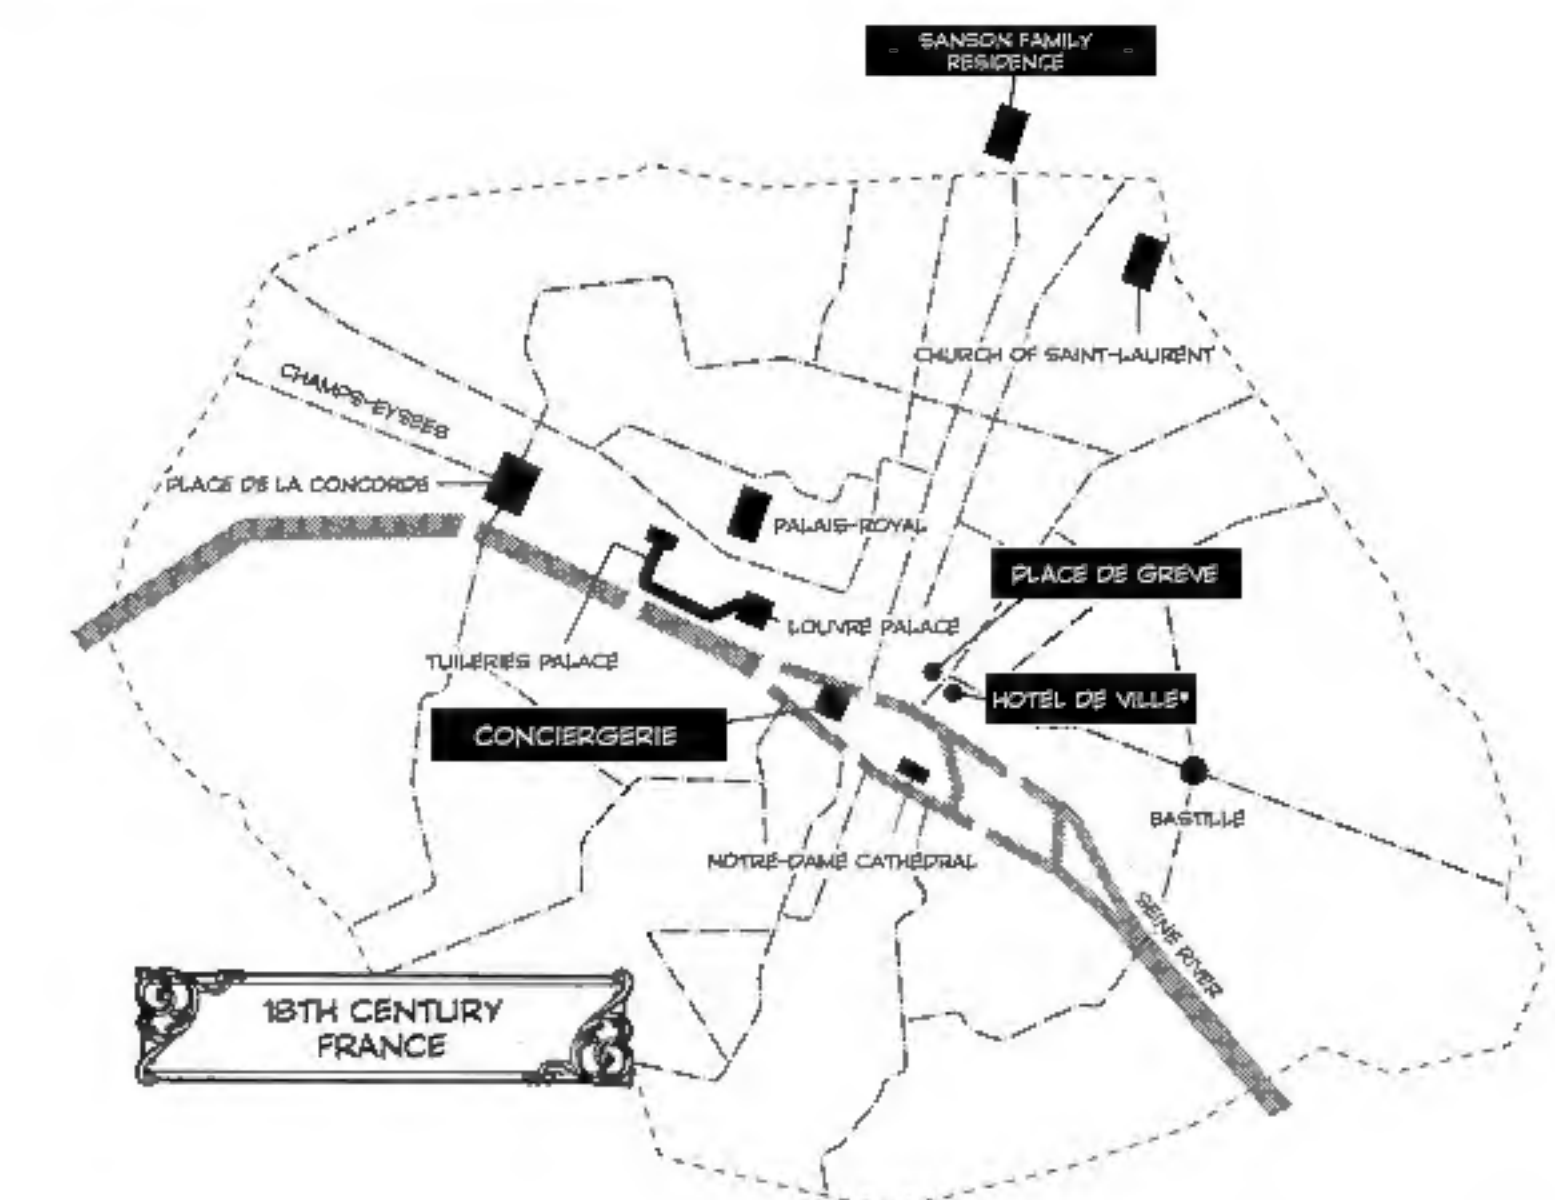 SANSON FAMILY
RESIDENCE
CHURCH OF SAINT-LAURENT
CHAMPS-EYSEES
PLACE DE LA CONCORDE
PALAIS-ROYAL
PLACE DE GREVE
LOUVRE PALACE
TUILERIES PALACE
HOTEL DE VILLE*
CONCIERGERIE
BASTILLE
NOTRE-DAME CATHEDRAL
SEINE RIVER
18TH CENTURY
FRANCE